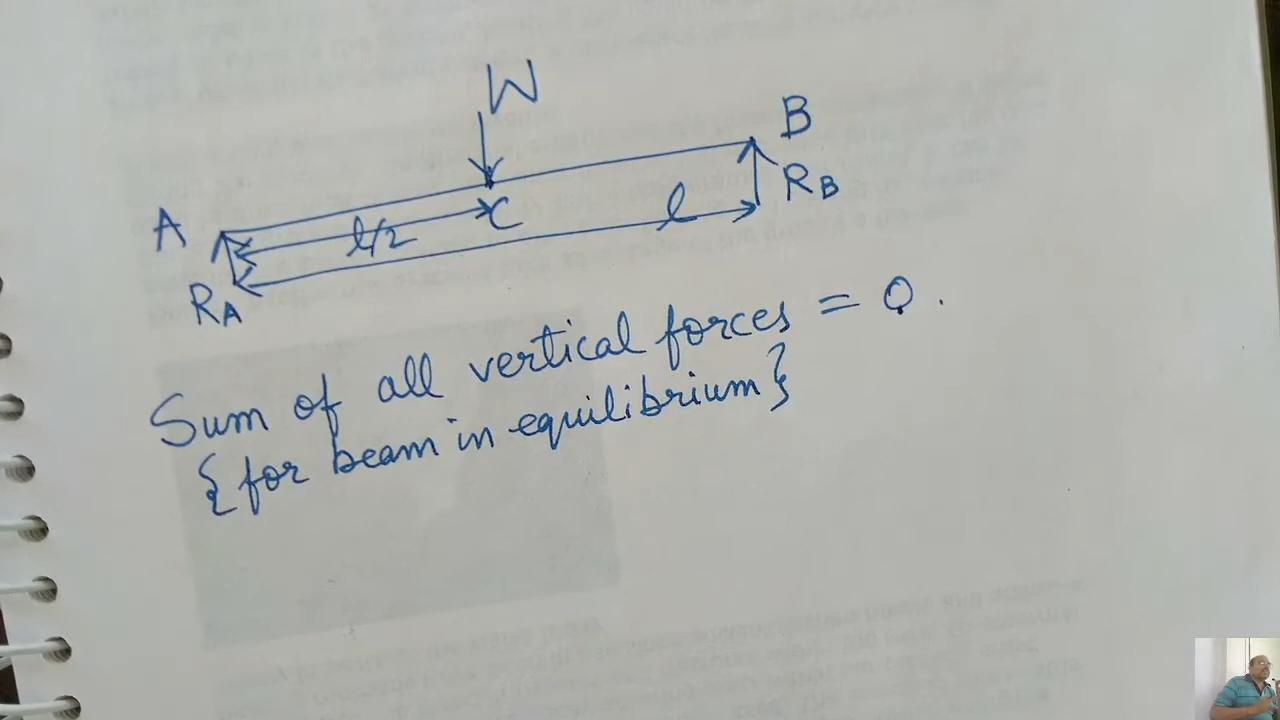 W
B
A
C
l/2
l
RB
RA
Sum of all vertical forces = 0.
{for beam in equilibrium}